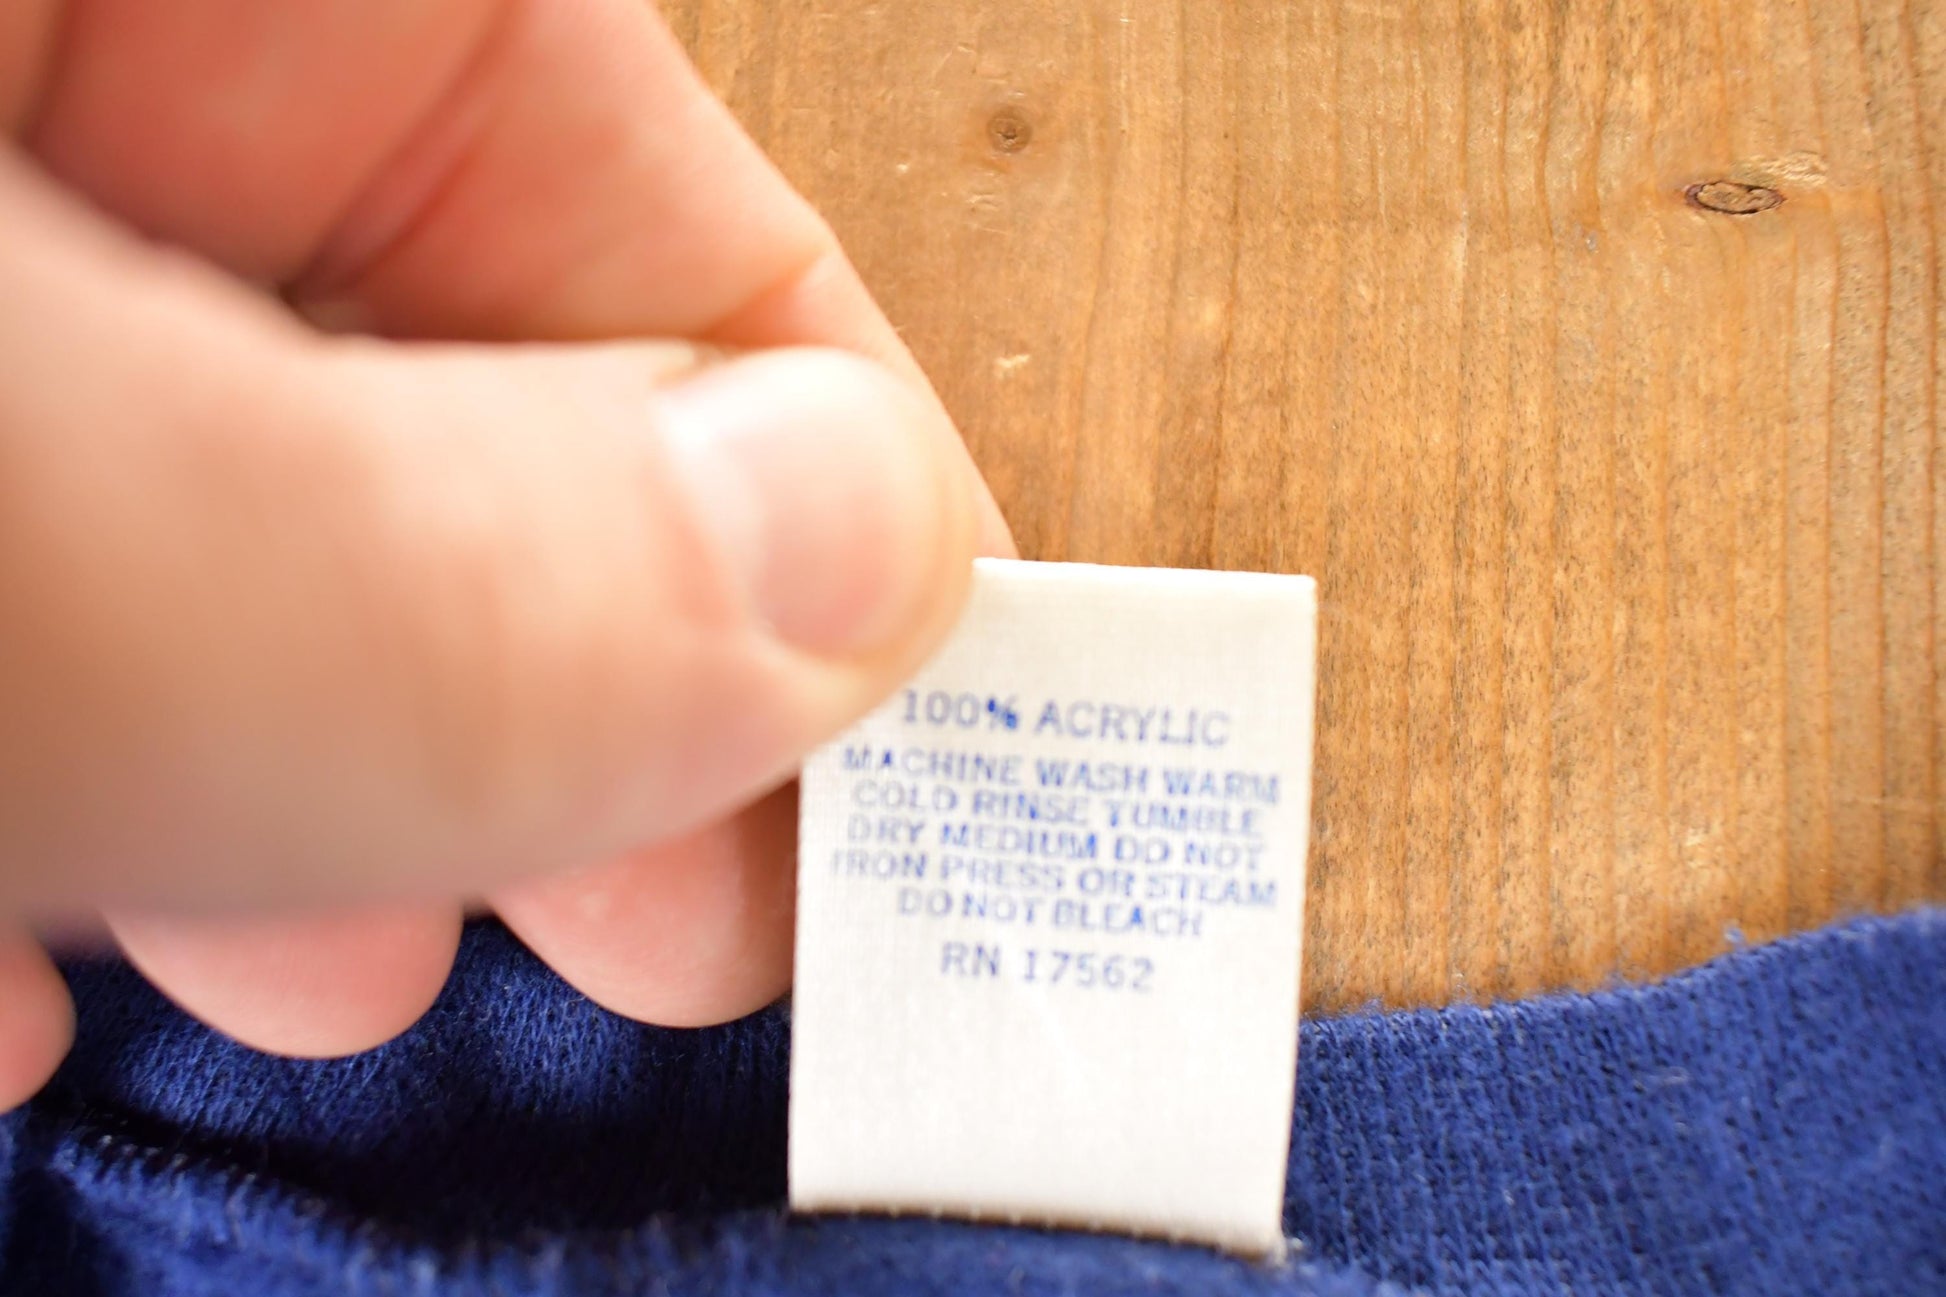 100% ACRYLIC
MACHINE WASH WARM
COLD RINSE TUMBLE
DRY MEDIUM DO NOT
IRON PRESS OR STEAM
DO NOT BLEACH
RN 17562